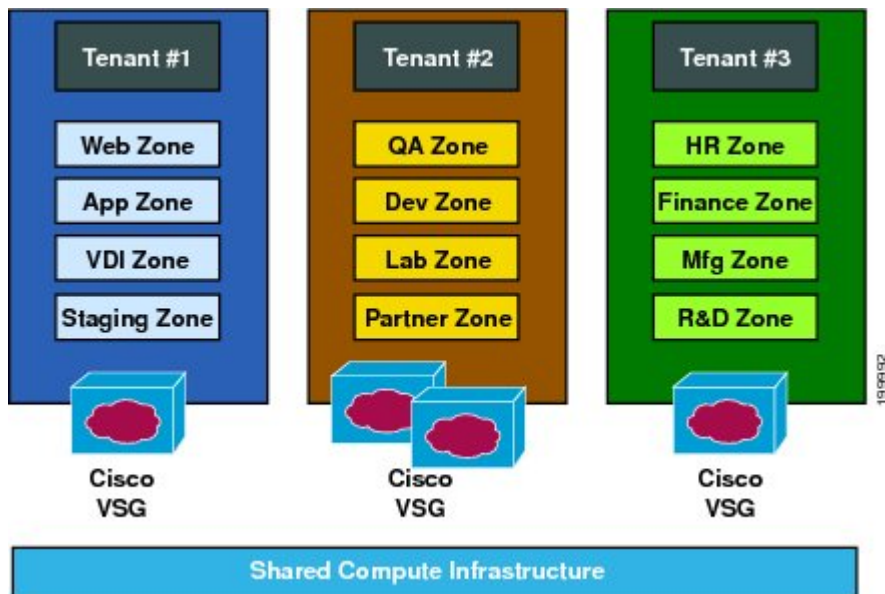 Tenant #1
Web Zone
App Zone
VDI Zone
Staging Zone
Cisco
VSG
Tenant #2
QA Zone
Dev Zone
Lab Zone
Partner Zone
Cisco
VSG
Tenant #3
HR Zone
Finance Zone
Mfg Zone
R&D Zone
Cisco
VSG
199892
Shared Compute Infrastructure